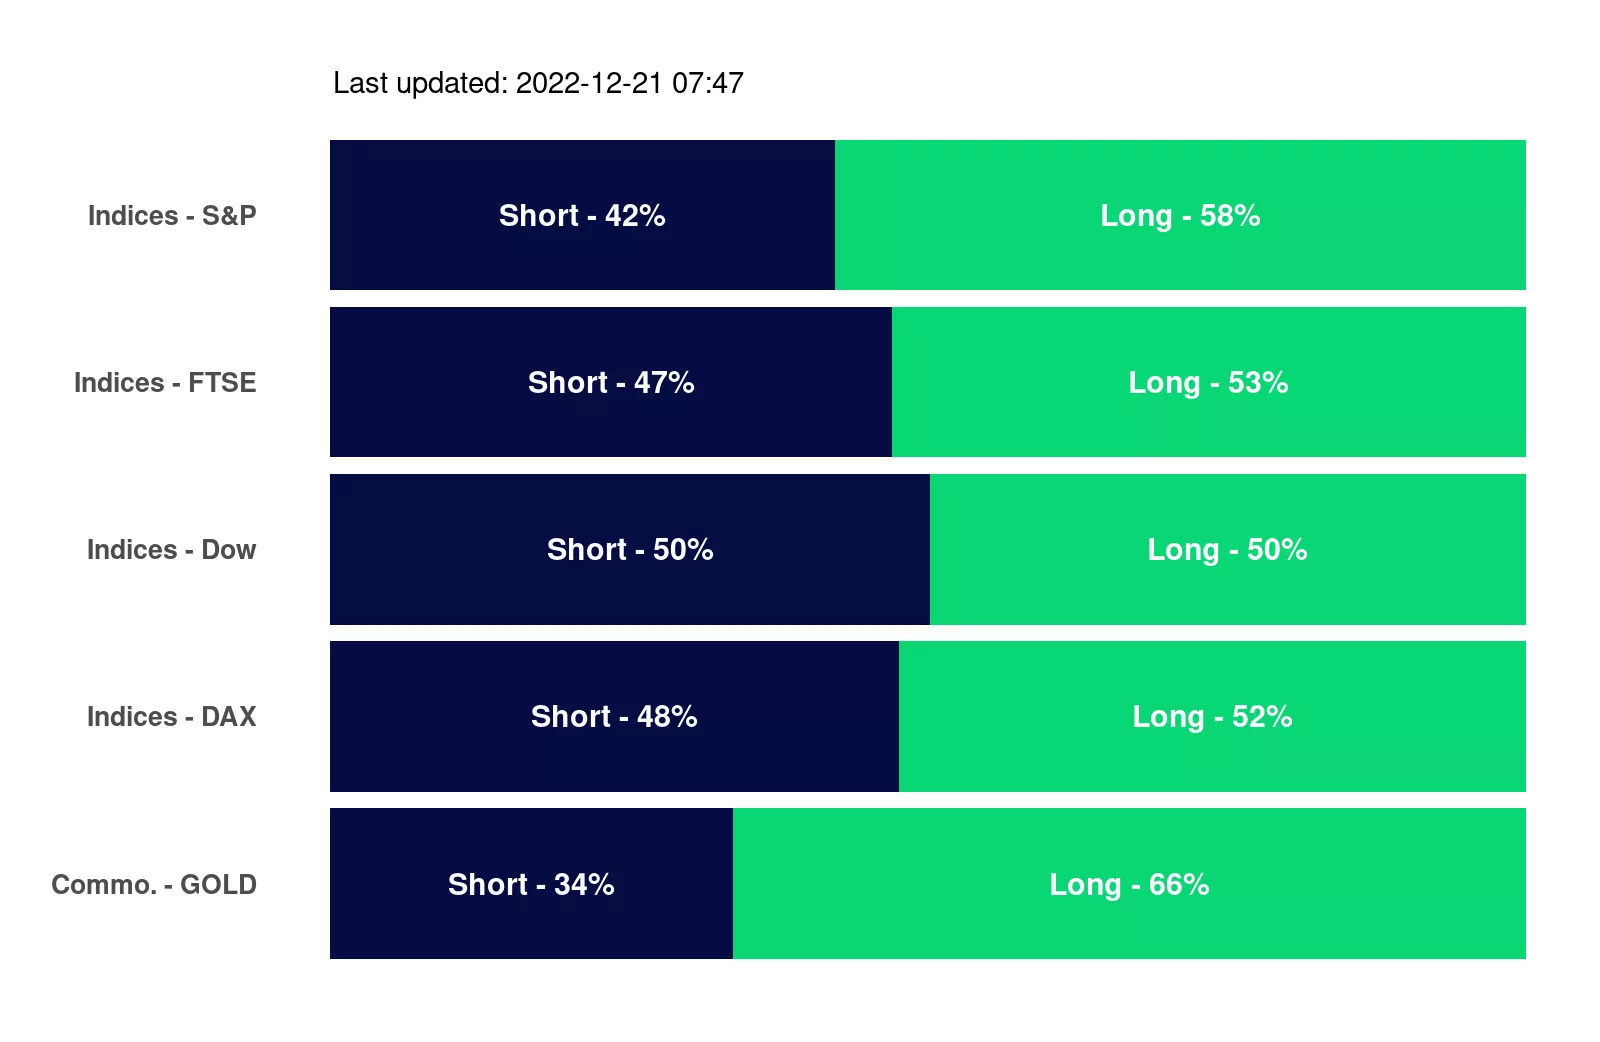 Last updated: 2022-12-21 07:47
Indices - S&P Short - 42% Long - 58%
Indices - FTSE Short - 47% Long - 53%
Indices - Dow Short - 50% Long - 50%
Indices - DAX Short - 48% Long - 52%
Commo. - GOLD Short - 34% Long - 66%